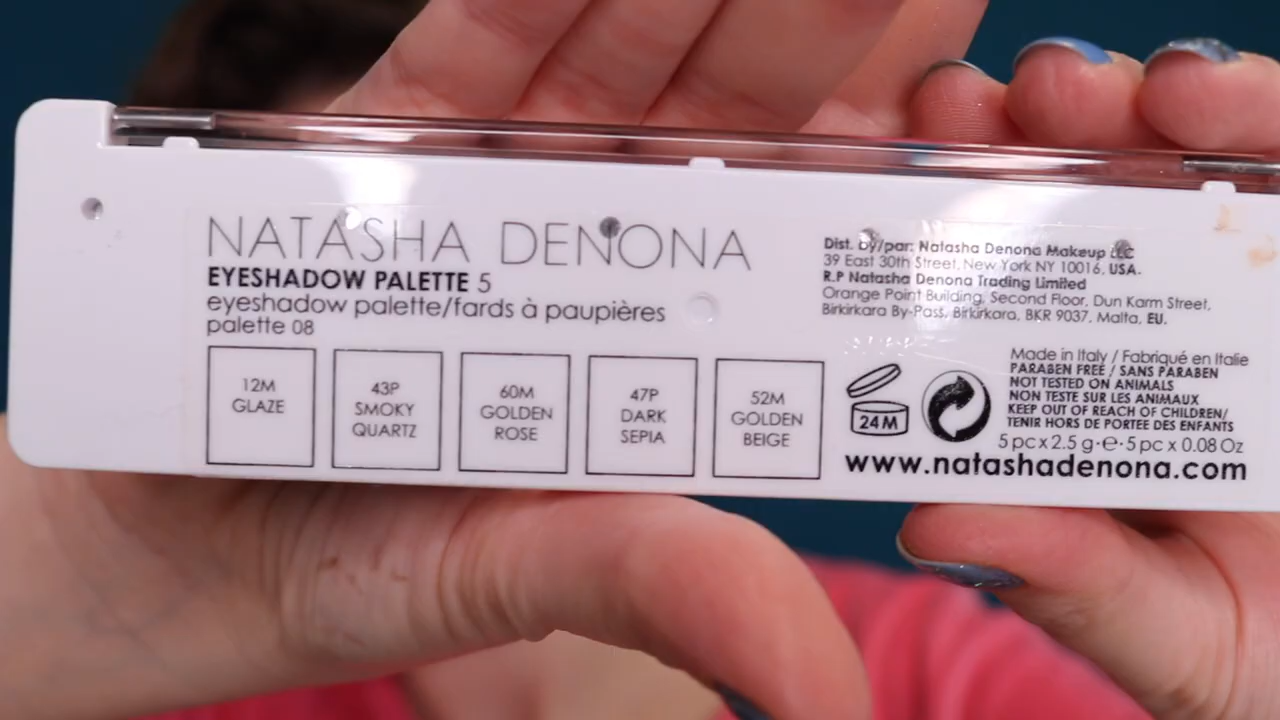 NATASHA DENONA
EYESHADOW PALETTE 5
eyeshadow palette/fards à paupières
palette 08
12M
GLAZE
43P
SMOKY
QUARTZ
60M
GOLDEN
ROSE
47P
DARK
SEPIA
52M
GOLDEN
BEIGE
Dist. by/par: Natasha Denona Makeup LLC
39 East 30th Street, New York NY 10016, USA.
R.P Natasha Denona Trading Limited
Orange Point Building, Second Floor, Dun Karm Street,
Birkirkara By-Pass, Birkirkara, BKR 9037, Malta, EU.
24M
Made in Italy / Fabriqué en Italie
PARABEN FREE / SANS PARABEN
NOT TESTED ON ANIMALS
NON TESTE SUR LES ANIMAUX
KEEP OUT OF REACH OF CHILDREN/
TENIR HORS DE PORTEE DES ENFANTS
5 pc x 2.5 g·e·5 pc x 0.08 Oz
www.natashadenona.com